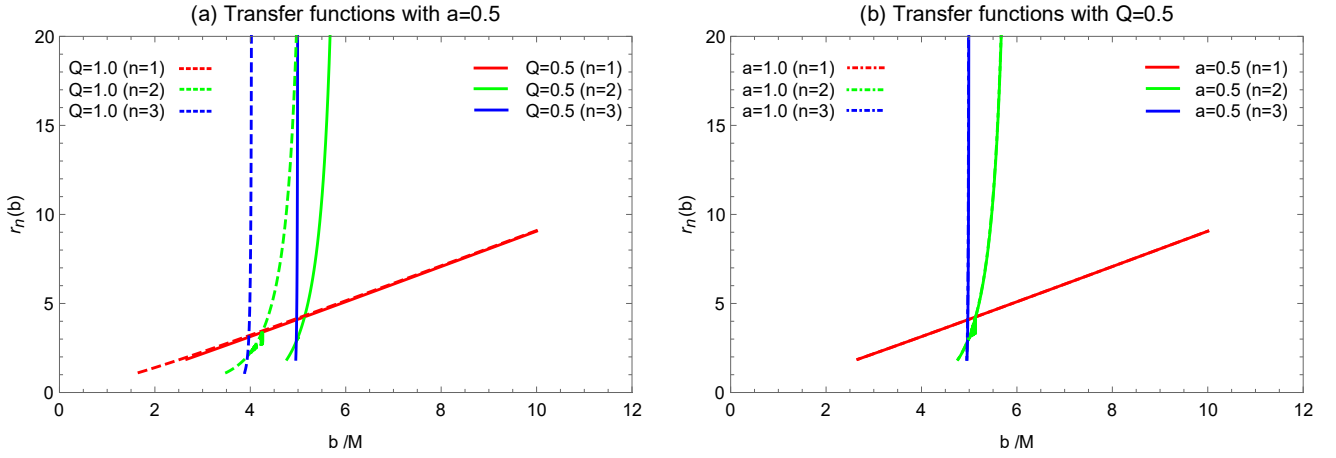 (a) Transfer functions with a=0.5
20
15
10
5
0
r_n(b)
Q=1.0 (n=1)
Q=1.0 (n=2)
Q=1.0 (n=3)
Q=0.5 (n=1)
Q=0.5 (n=2)
Q=0.5 (n=3)
0 2 4 6 8 10 12
b /M
(b) Transfer functions with Q=0.5
20
15
10
5
0
r_n(b)
a=1.0 (n=1)
a=1.0 (n=2)
a=1.0 (n=3)
a=0.5 (n=1)
a=0.5 (n=2)
a=0.5 (n=3)
0 2 4 6 8 10 12
b /M